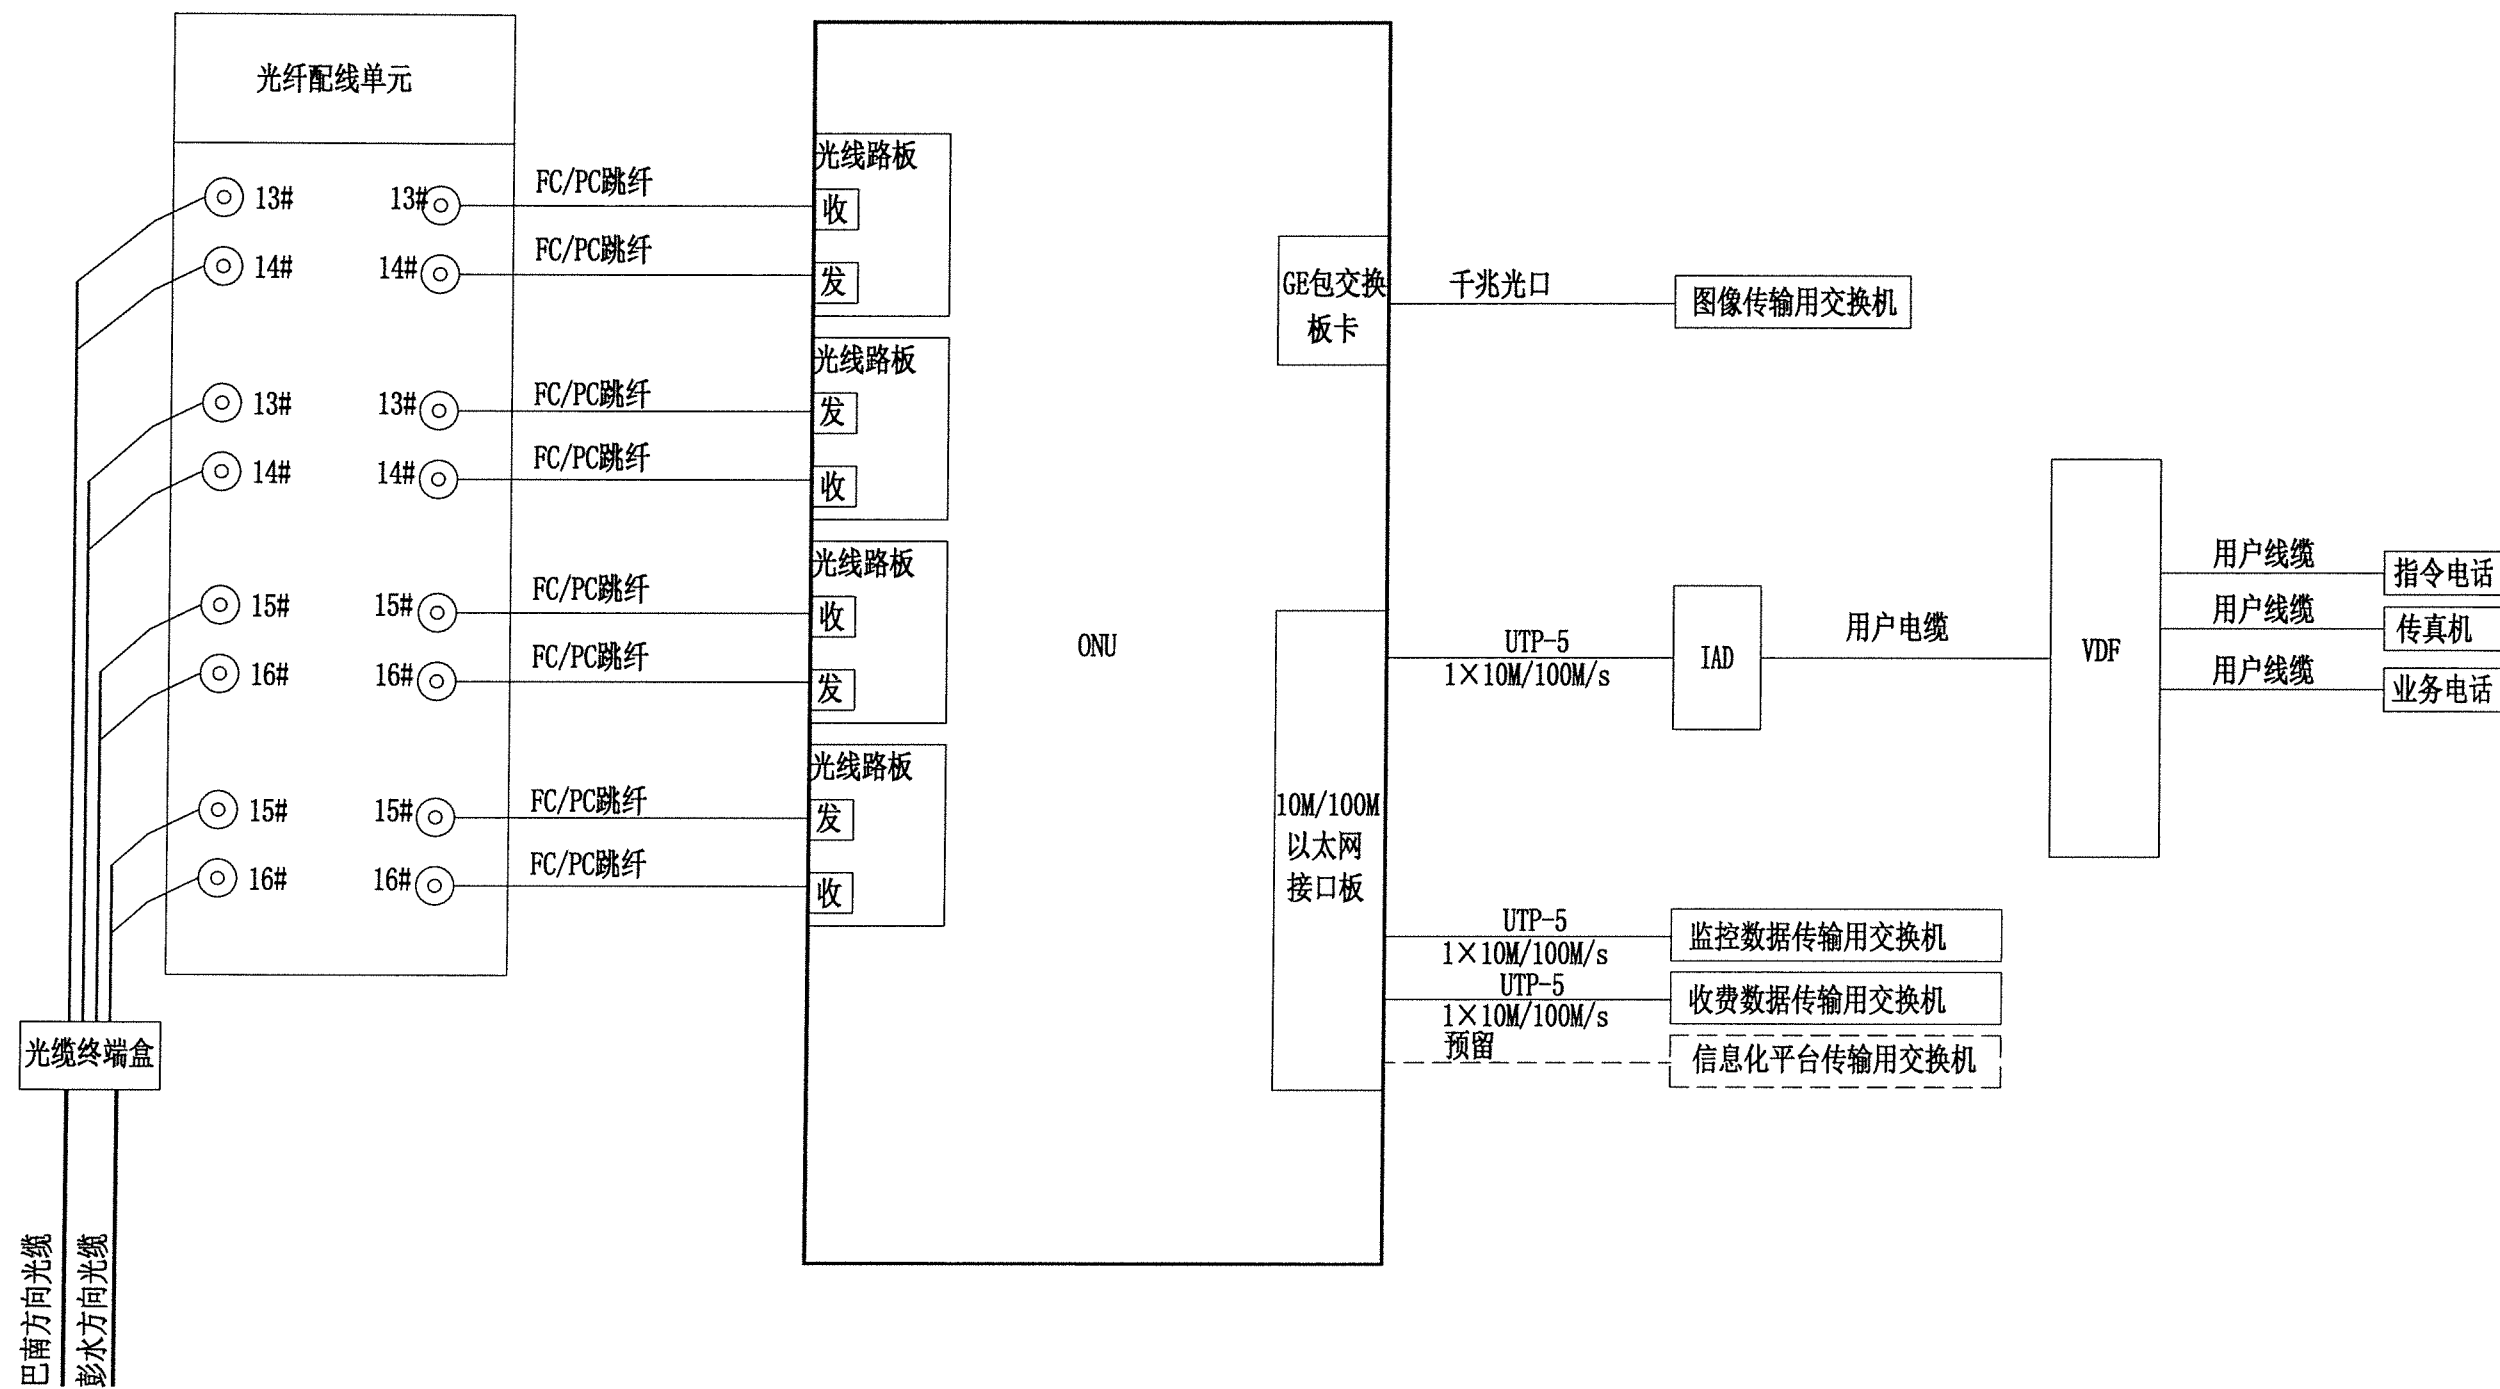 光纤配线单元
13#
13#
14#
14#
13#
13#
14#
14#
15#
15#
16#
16#
15#
15#
16#
16#
FC/PC跳纤
FC/PC跳纤
FC/PC跳纤
FC/PC跳纤
FC/PC跳纤
FC/PC跳纤
FC/PC跳纤
FC/PC跳纤
光缆终端盒
巴南方向光缆
彭水方向光缆
光线路板
收
发
光线路板
发
收
光线路板
收
发
光线路板
发
收
ONU
GE包交换
板卡
千兆光口
图像传输用交换机
10M/100M
以太网
接口板
UTP-5
1×10M/100M/s
IAD
用户电缆
VDF
用户线缆
指令电话
用户线缆
传真机
用户线缆
业务电话
UTP-5
1×10M/100M/s
监控数据传输用交换机
UTP-5
1×10M/100M/s
收费数据传输用交换机
预留
信息化平台传输用交换机